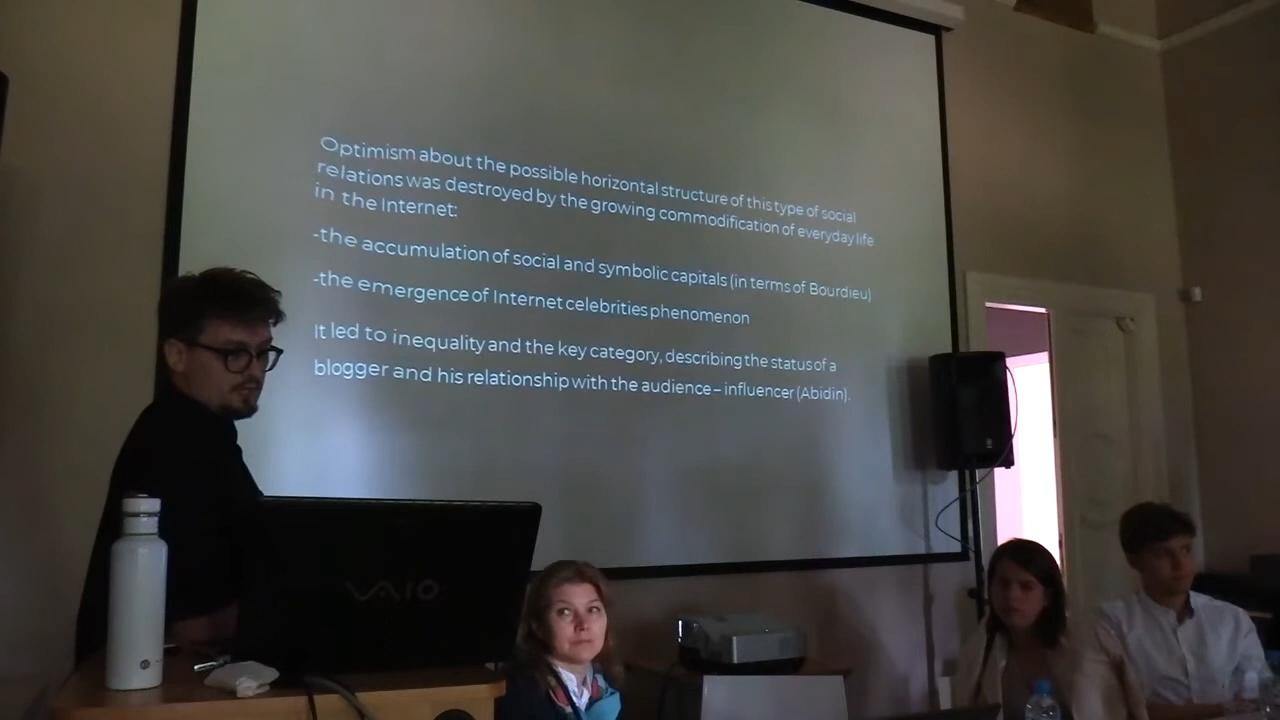 Optimism about the possible horizontal structure of this type of social
relations was destroyed by the growing commodification of everyday life
in the Internet:
-the accumulation of social and symbolic capitals (in terms of Bourdieu)
-the emergence of Internet celebrities phenomenon
It led to inequality and the key category, describing the status of a
blogger and his relationship with the audience – influencer (Abidin).
VAIO